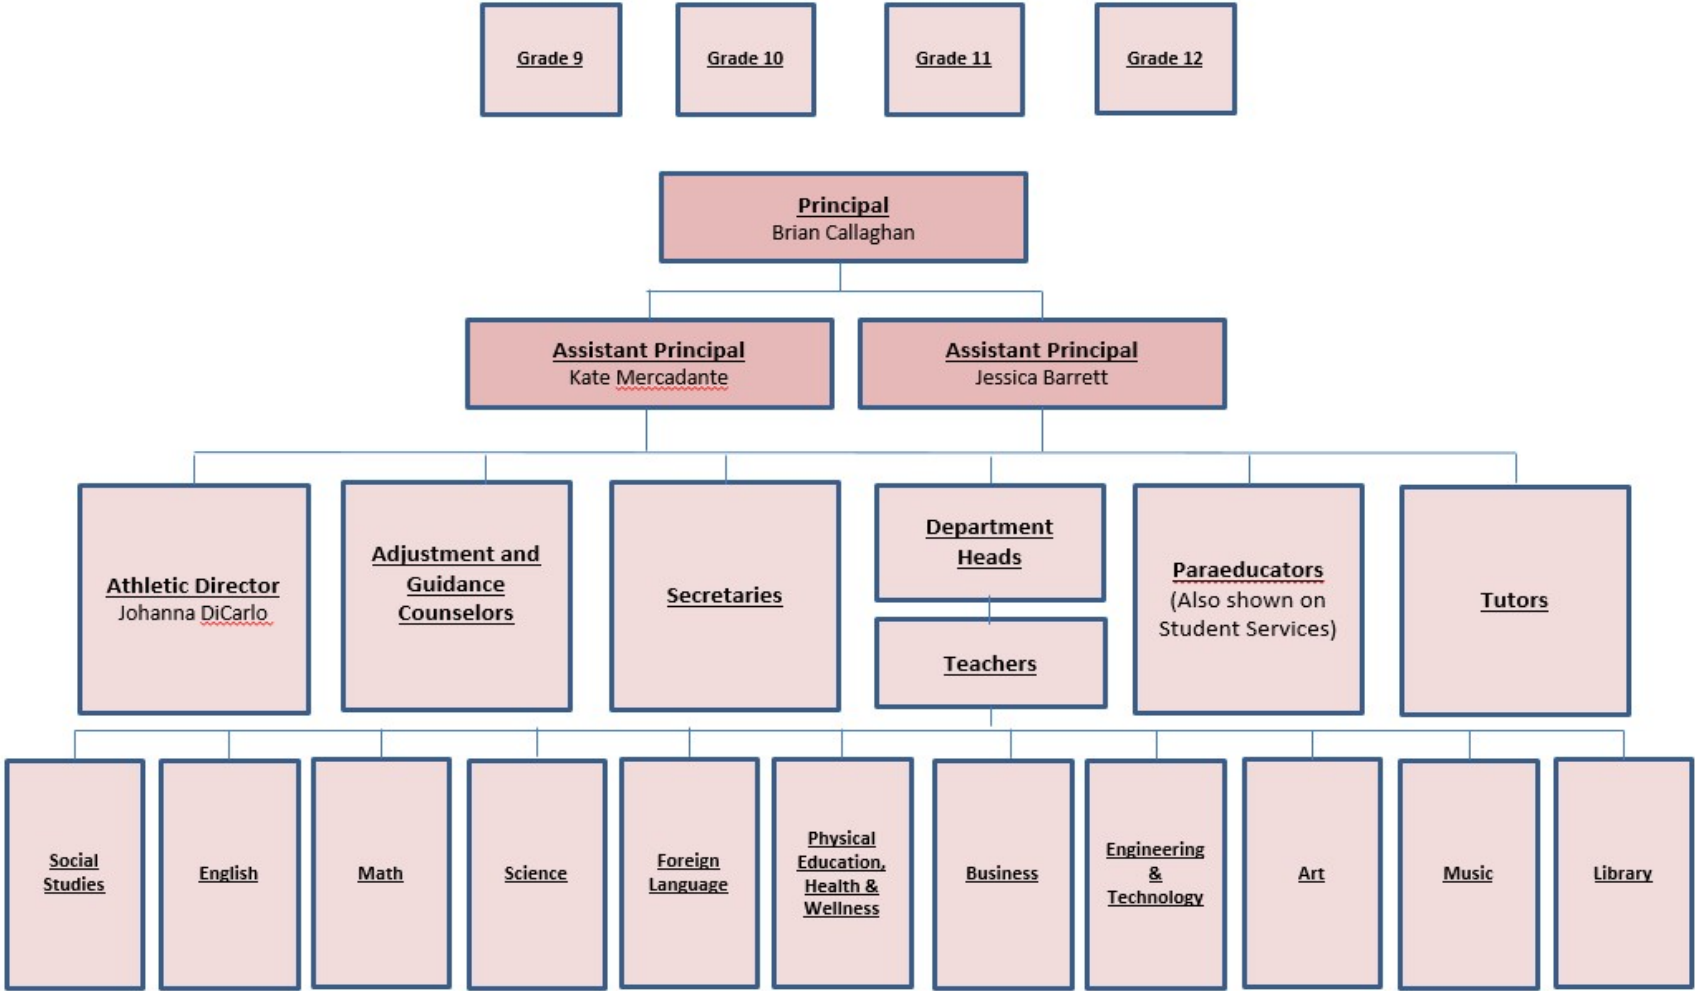 Grade 9
Grade 10
Grade 11
Grade 12
Principal
Brian Callaghan
Assistant Principal
Kate Mercadante
Assistant Principal
Jessica Barrett
Athletic Director
Johanna DiCarlo
Adjustment and
Guidance
Counselors
Secretaries
Department
Heads
Teachers
Paraeducators
(Also shown on
Student Services)
Tutors
Social
Studies
English
Math
Science
Foreign
Language
Physical
Education,
Health &
Wellness
Business
Engineering
&
Technology
Art
Music
Library